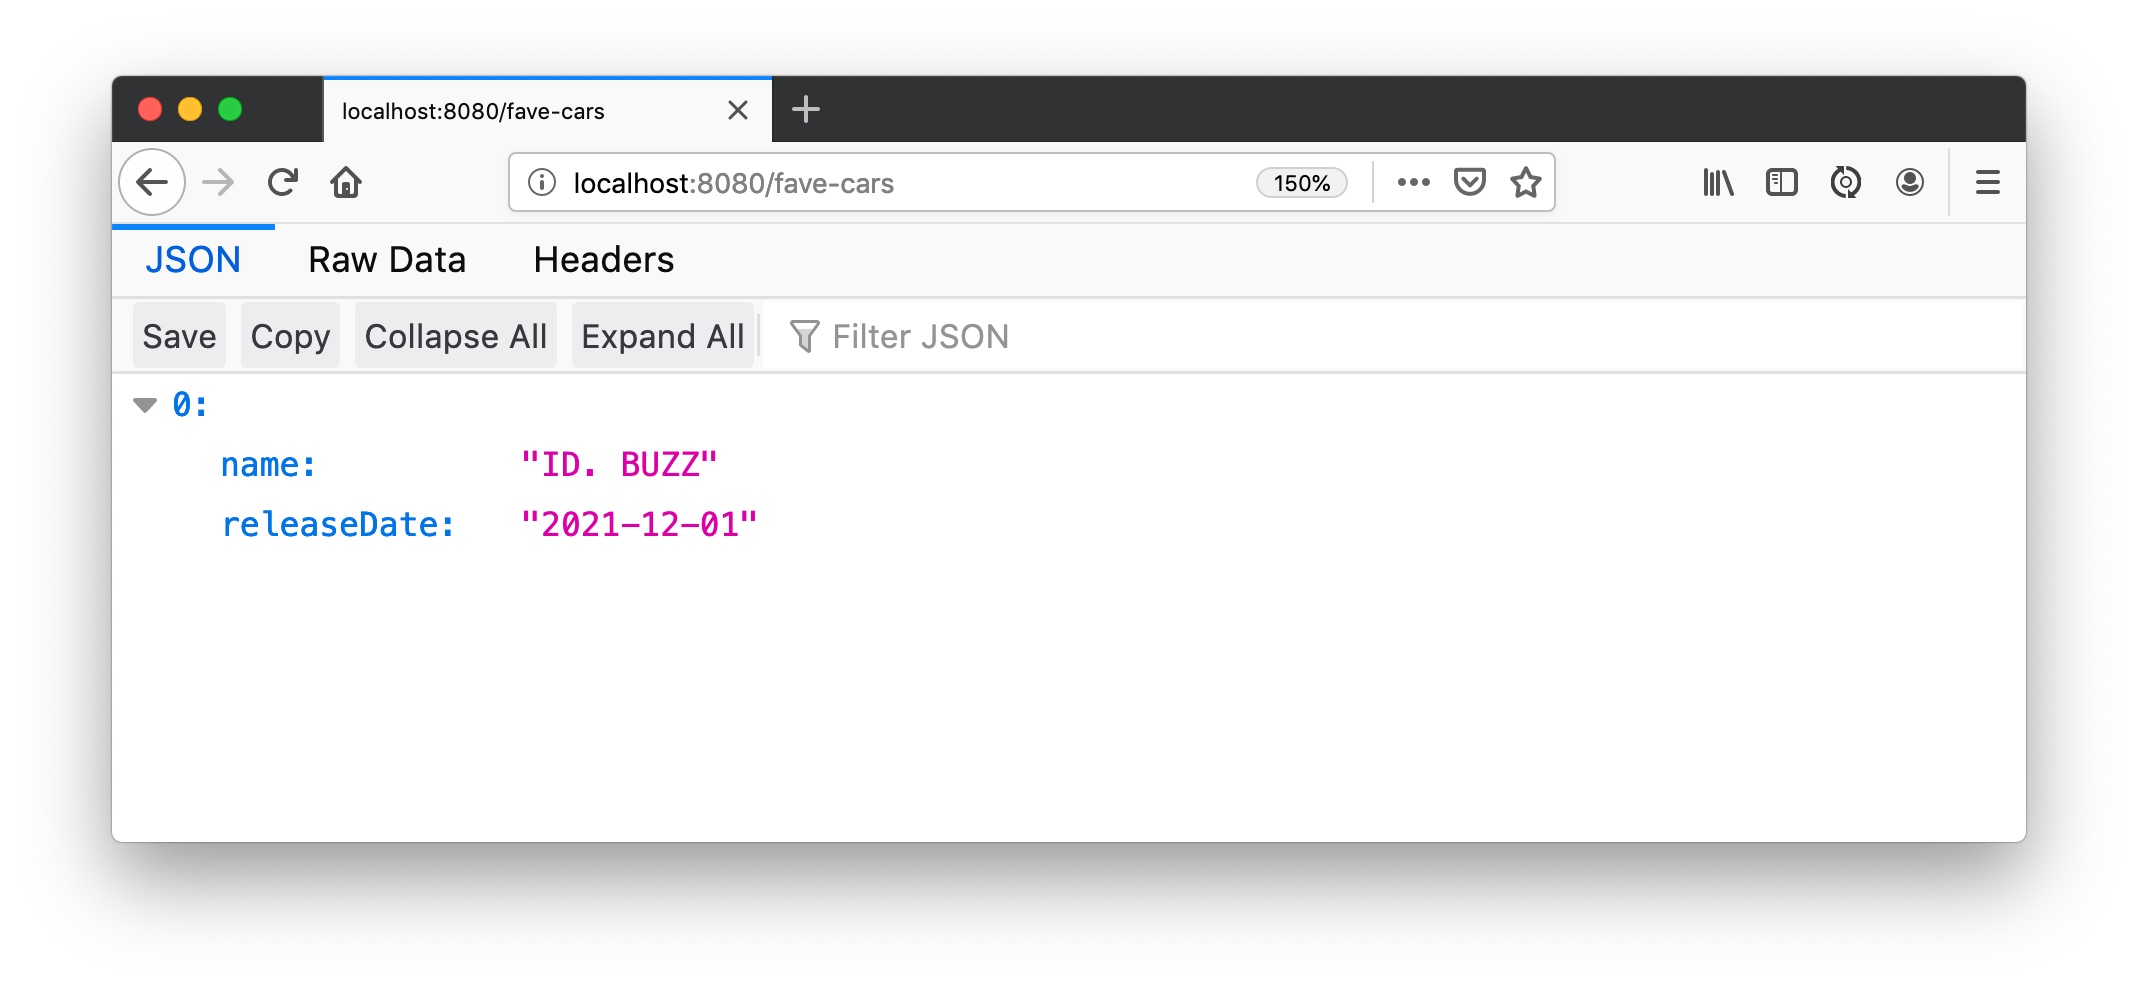 localhost:8080/fave-cars
localhost:8080/fave-cars 150%
JSON Raw Data Headers
Save Copy Collapse All Expand All Filter JSON
0:
name: "ID. BUZZ"
releaseDate: "2021-12-01"